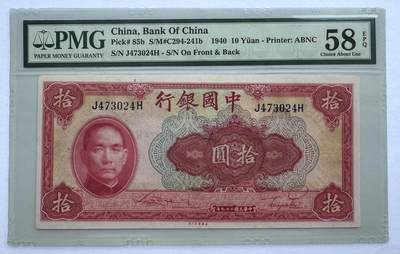 PMG
PAPER MONEY GUARANTY
China, Bank Of China
Pick# 85b S/M#C294-241b 1940 10 Yüan - Printer: ABNC
S/N J473024H - S/N On Front & Back
58 EPQ
Choice About Unc
拾 行銀國中 拾
J473024H J473024H
圓拾
拾 拾